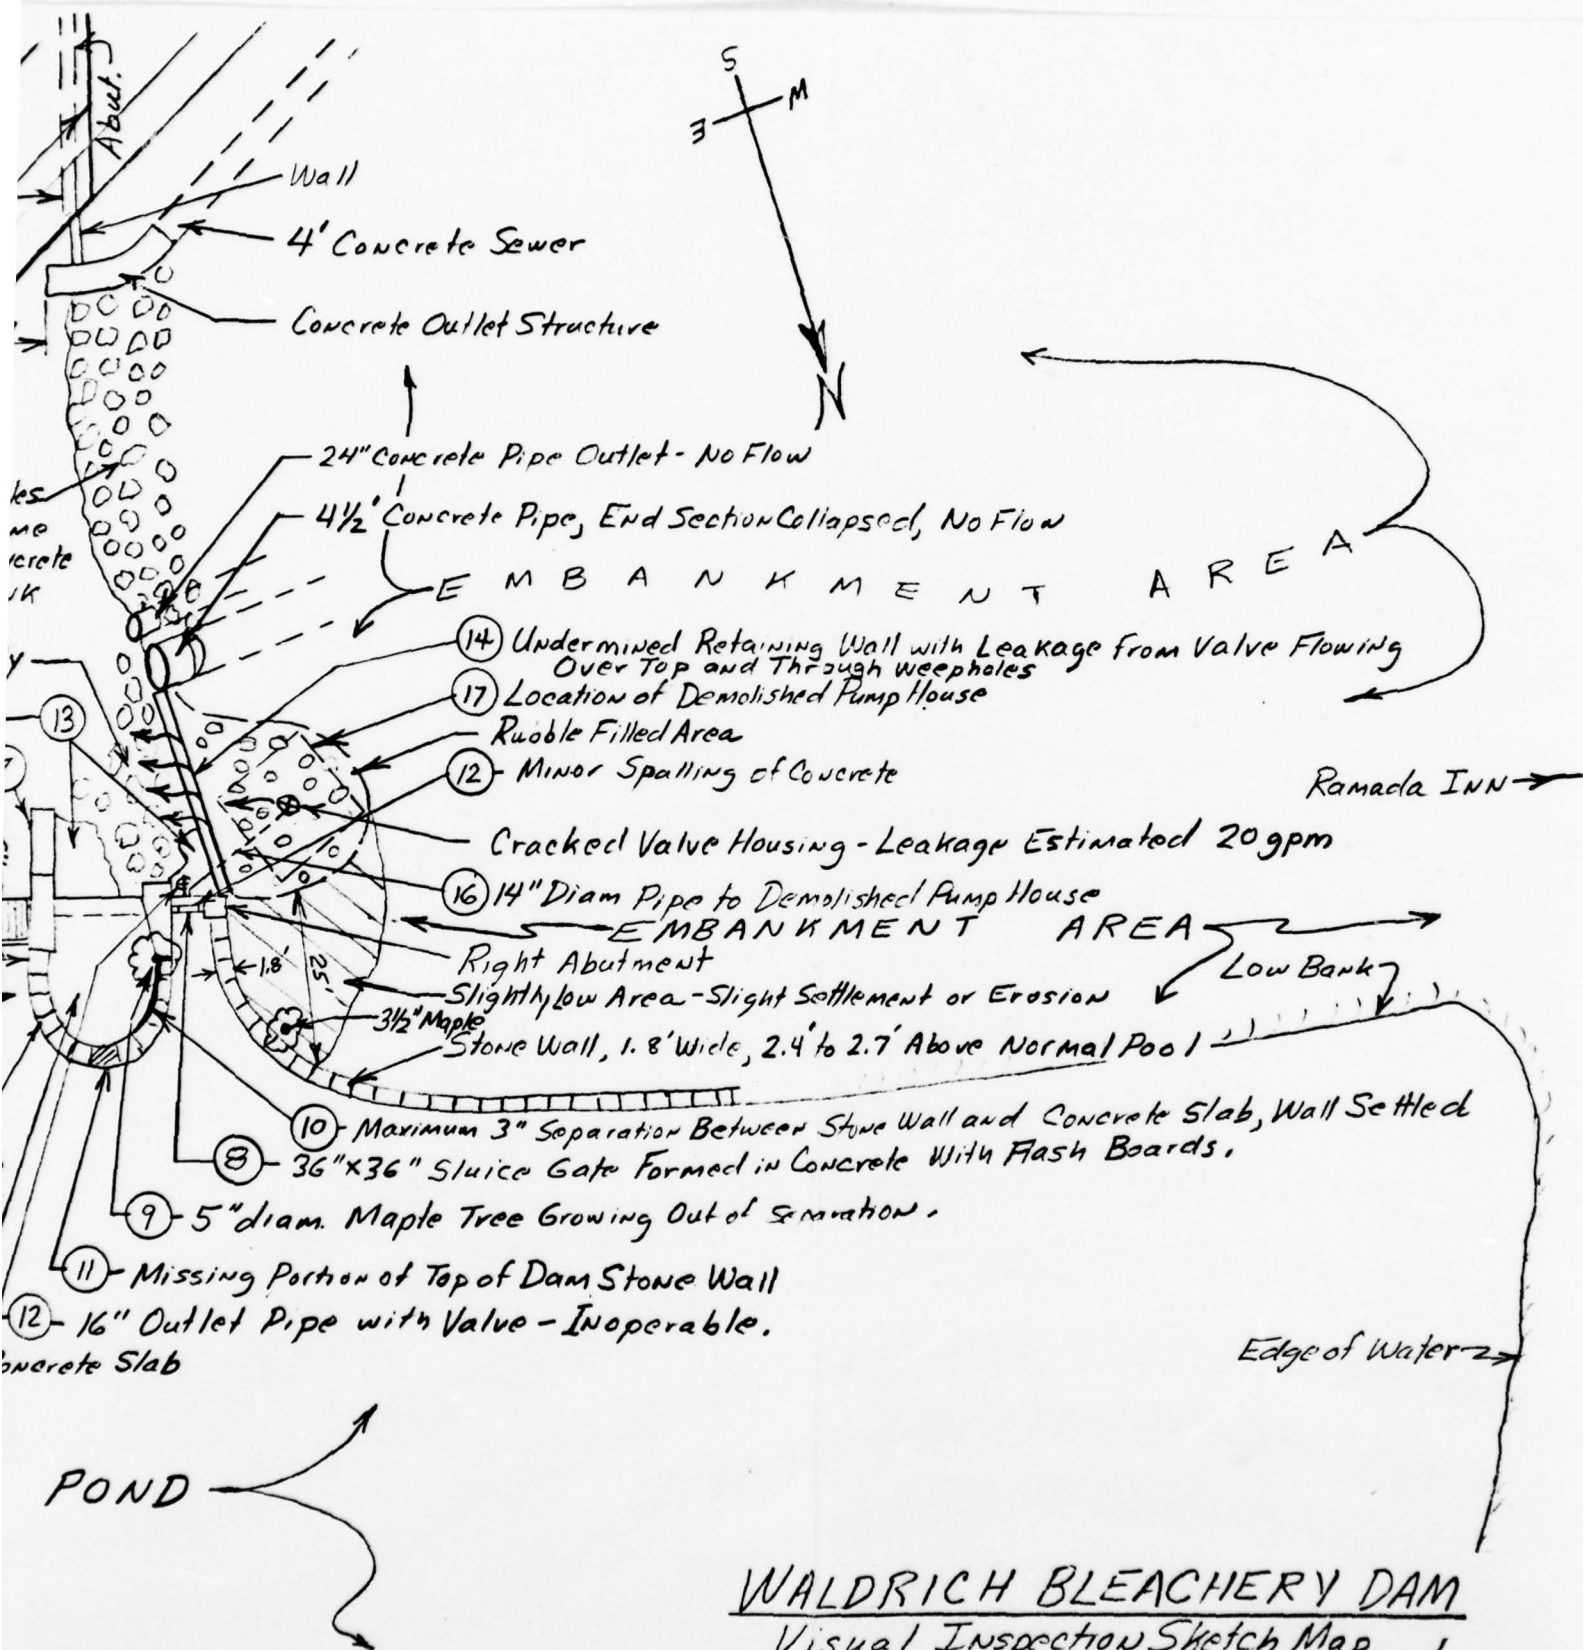 S
W
E
N
About.
Wall
4' Concrete Sewer
Concrete Outlet Structure
24" Concrete Pipe Outlet - No Flow
4½' Concrete Pipe, End Section Collapsed, No Flow
EMBANKMENT AREA
14 Undermined Retaining Wall with Leakage from Valve Flowing
Over Top and Through weepholes
13
17 Location of Demolished Pump House
Rubble Filled Area
12 - Minor Spalling of Concrete
Ramada Inn
Cracked Valve Housing - Leakage Estimated 20 gpm
16 14" Diam Pipe to Demolished Pump House
EMBANKMENT AREA
Right Abutment
Low Bank
1.8'
25'
Slightly Low Area - Slight Settlement or Erosion
3½" Maple
Stone Wall, 1.8' Wide, 2.4' to 2.7' Above Normal Pool
10 - Maximum 3" Separation Between Stone Wall and Concrete Slab, Wall Settled
8 - 36"x36" Sluice Gate Formed in Concrete With Flash Boards.
9 - 5" diam. Maple Tree Growing Out of Separation.
11 - Missing Portion of Top of Dam Stone Wall
12 - 16" Outlet Pipe with Valve - Inoperable.
oncrete Slab
Edge of Water
POND
WALDRICH BLEACHERY DAM
Visual Inspection Sketch Map